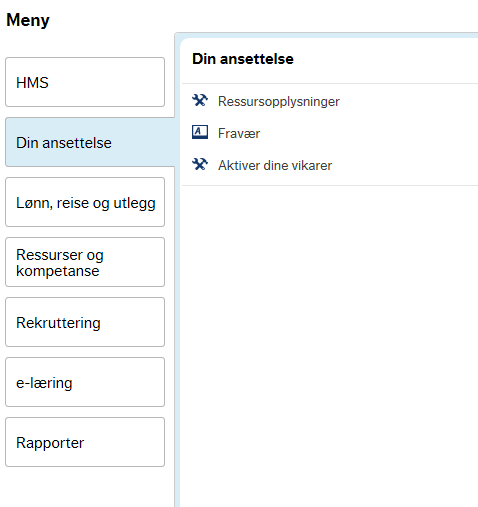 Meny
HMS
Din ansettelse
Lønn, reise og utlegg
Ressurser og
kompetanse
Rekruttering
e-læring
Rapporter
Din ansettelse
Ressursopplysninger
A Fravær
Aktiver dine vikarer